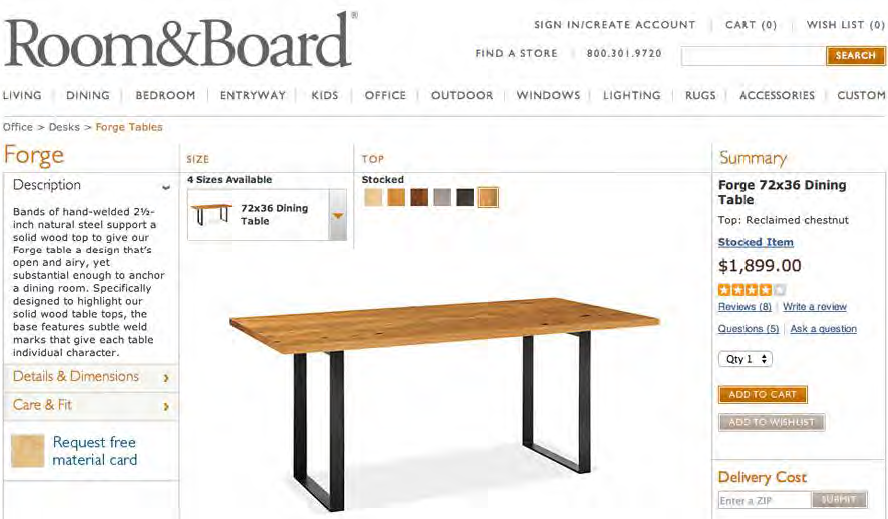 Room&Board®
SIGN IN/CREATE ACCOUNT | CART (0) | WISH LIST (0)
FIND A STORE | 800.301.9720
SEARCH
LIVING | DINING | BEDROOM | ENTRYWAY | KIDS | OFFICE | OUTDOOR | WINDOWS | LIGHTING | RUGS | ACCESSORIES | CUSTOM
Office > Desks > Forge Tables
Forge
Description
Bands of hand-welded 2½-
inch natural steel support a
solid wood top to give our
Forge table a design that's
open and airy, yet
substantial enough to anchor
a dining room. Specifically
designed to highlight our
solid wood table tops, the
base features subtle weld
marks that give each table
individual character.
Details & Dimensions
Care & Fit
Request free
material card
SIZE
4 Sizes Available
72x36 Dining
Table
TOP
Stocked
Summary
Forge 72x36 Dining
Table
Top: Reclaimed chestnut
Stocked Item
$1,899.00
Reviews (8) | Write a review
Questions (5) | Ask a question
Qty 1
ADD TO CART
ADD TO WISHLIST
Delivery Cost
Enter a ZIP
SUBMIT